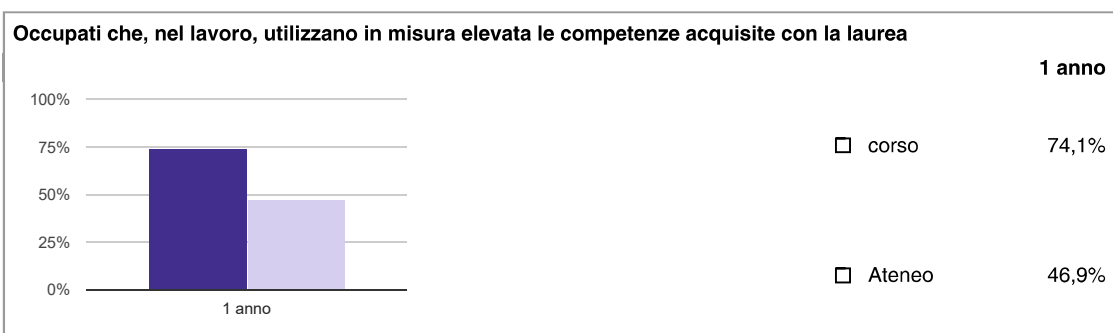 Occupati che, nel lavoro, utilizzano in misura elevata le competenze acquisite con la laurea
1 anno
100%
75%
50%
25%
0%
1 anno
corso 74,1%
Ateneo 46,9%